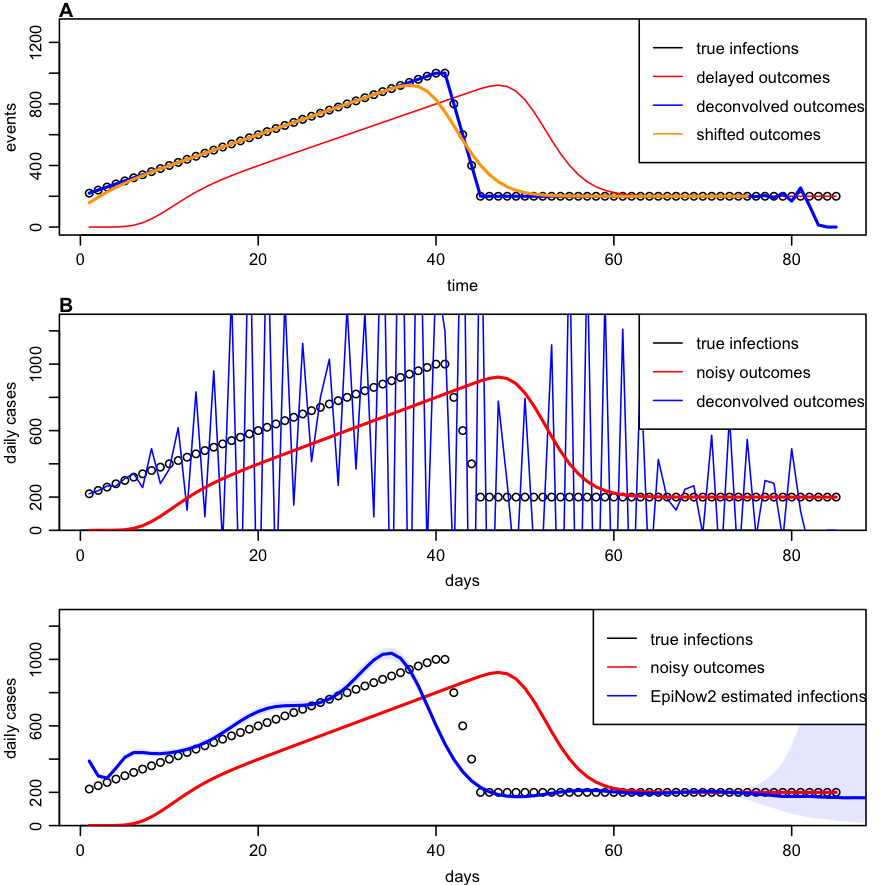 A
events
0
400
800
1200
true infections
delayed outcomes
deconvolved outcomes
shifted outcomes
0 20 40 60 80
time
B
daily cases
0
200
600
1000
true infections
noisy outcomes
deconvolved outcomes
0 20 40 60 80
days
daily cases
0
200
600
1000
true infections
noisy outcomes
EpiNow2 estimated infections
0 20 40 60 80
days